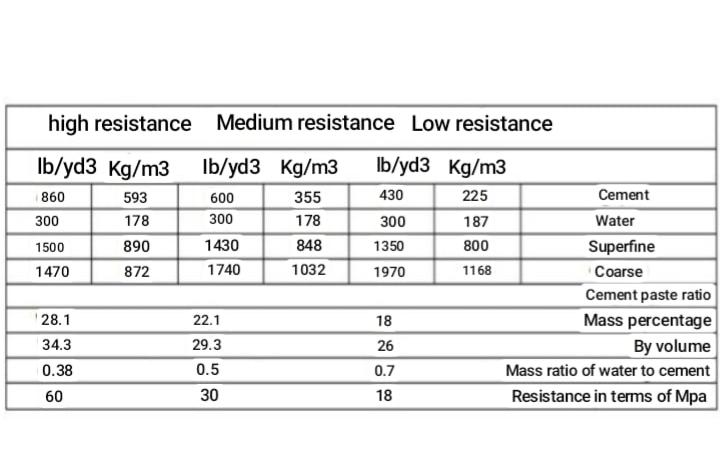 high resistance Medium resistance Low resistance
lb/yd3 Kg/m3 lb/yd3 Kg/m3 lb/yd3 Kg/m3
860 593 600 355 430 225 Cement
300 178 300 178 300 187 Water
1500 890 1430 848 1350 800 Superfine
1470 872 1740 1032 1970 1168 Coarse
Cement paste ratio
28.1 22.1 18 Mass percentage
34.3 29.3 26 By volume
0.38 0.5 0.7 Mass ratio of water to cement
60 30 18 Resistance in terms of Mpa